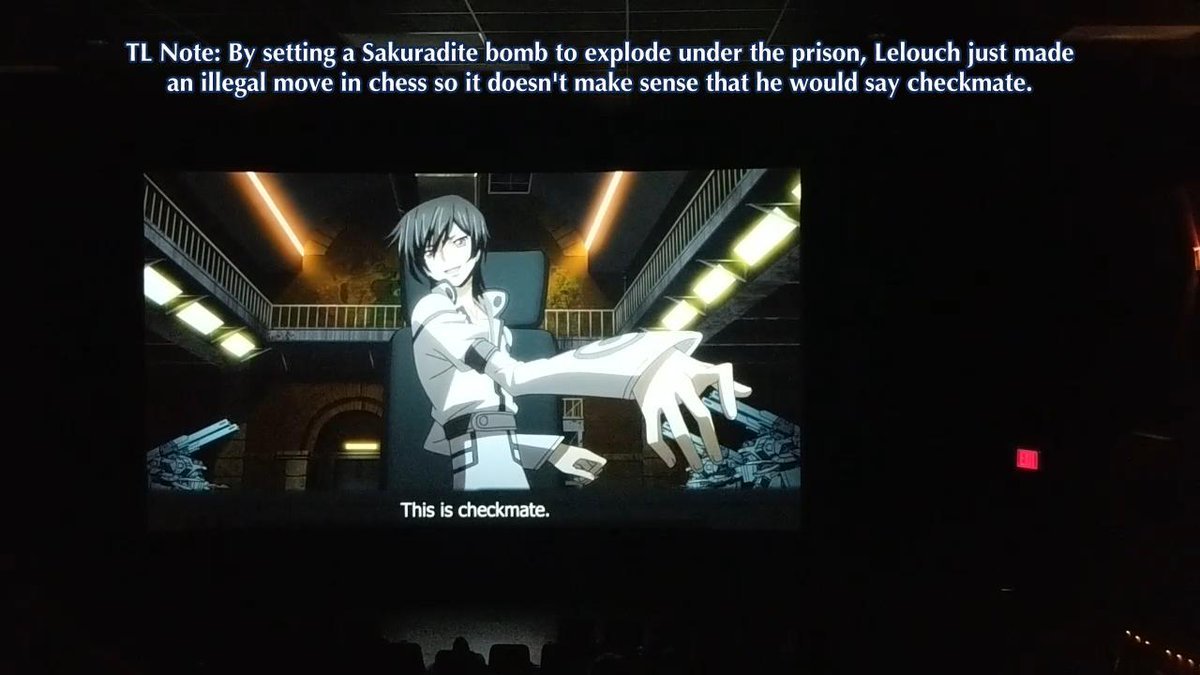 TL Note: By setting a Sakuradite bomb to explode under the prison, Lelouch just made
an illegal move in chess so it doesn't make sense that he would say checkmate.
This is checkmate.
EXIT